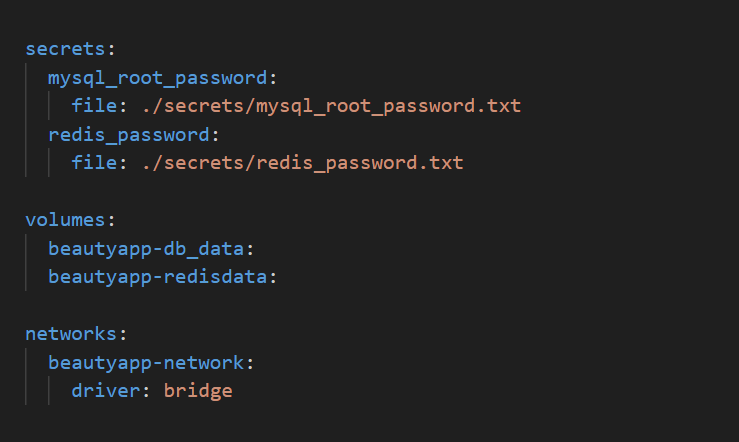 secrets:
  mysql_root_password:
    file: ./secrets/mysql_root_password.txt
  redis_password:
    file: ./secrets/redis_password.txt

volumes:
  beautyapp-db_data:
  beautyapp-redisdata:

networks:
  beautyapp-network:
    driver: bridge